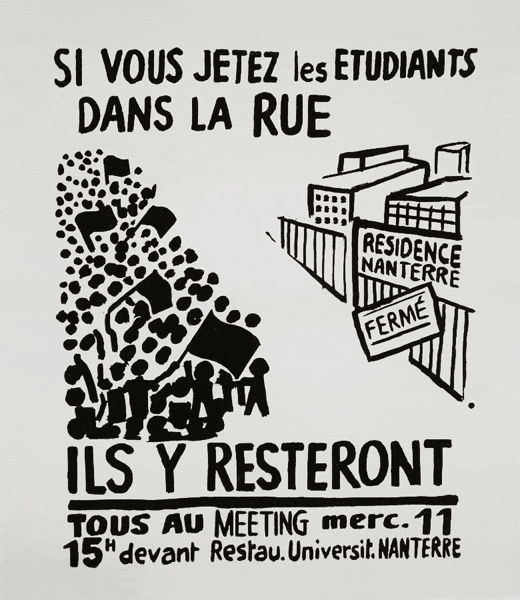 SI VOUS JETEZ les ETUDIANTS
DANS LA RUE
RESIDENCE
NANTERRE
FERMÉ
ILS Y RESTERONT
TOUS AU MEETING merc. 11
15H devant Restau. Universit. NANTERRE